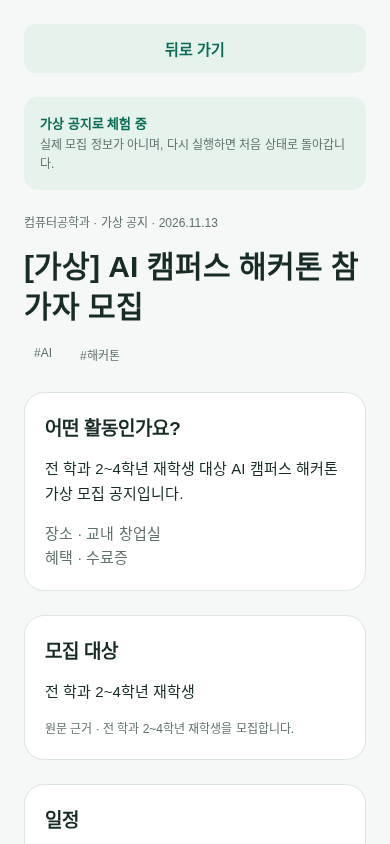 뒤로 가기
가상 공지로 체험 중
실제 모집 정보가 아니며, 다시 실행하면 처음 상태로 돌아갑니
다.
컴퓨터공학과 · 가상 공지 · 2026.11.13
[가상] AI 캠퍼스 해커톤 참
가자 모집
#AI #해커톤
어떤 활동인가요?
전 학과 2~4학년 재학생 대상 AI 캠퍼스 해커톤
가상 모집 공지입니다.
장소 · 교내 창업실
혜택 · 수료증
모집 대상
전 학과 2~4학년 재학생
원문 근거 · 전 학과 2~4학년 재학생을 모집합니다.
일정